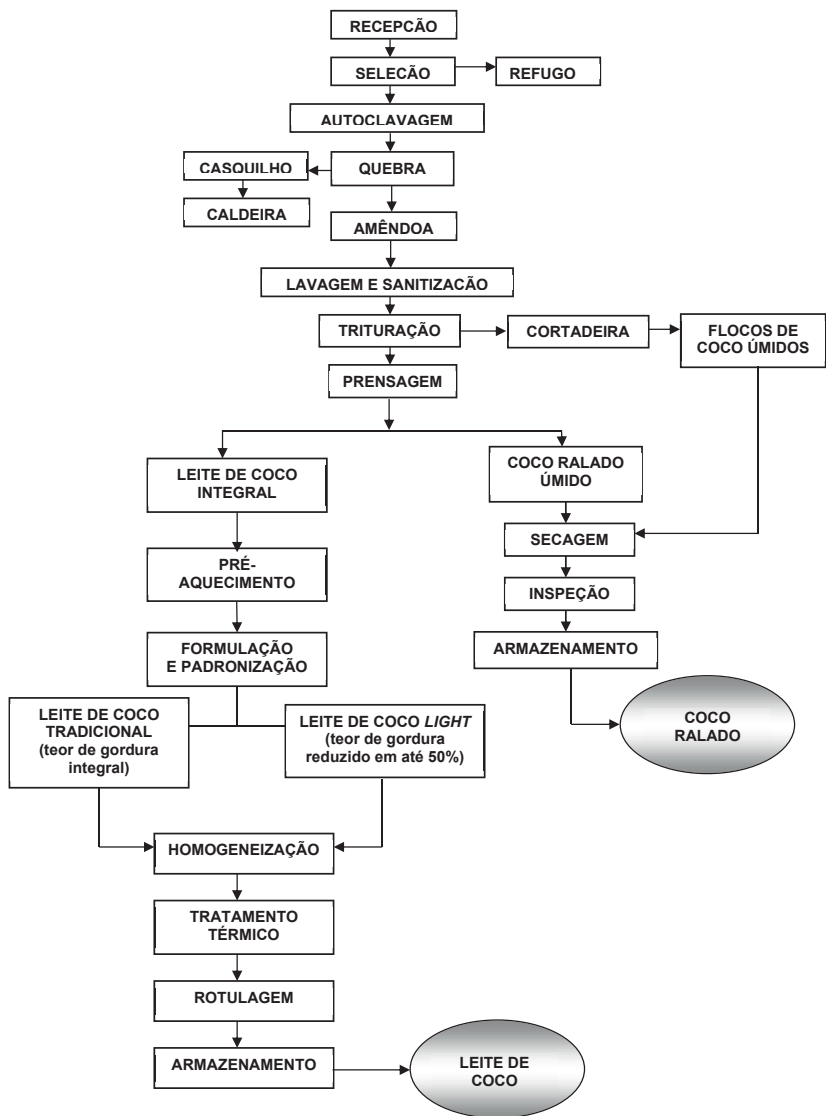 RECEPCÃO
SELECÃO
REFUGO
AUTOCLAVAGEM
CASQUILHO
QUEBRA
CALDEIRA
AMÊNDOA
LAVAGEM E SANITIZACÃO
TRITURAÇÃO
CORTADEIRA
FLOCOS DE
COCO ÚMIDOS
PRENSAGEM
LEITE DE COCO
INTEGRAL
COCO RALADO
ÚMIDO
PRÉ-
AQUECIMENTO
SECAGEM
INSPEÇÃO
FORMULAÇÃO
E PADRONIZAÇÃO
ARMAZENAMENTO
LEITE DE COCO
TRADICIONAL
(teor de gordura
integral)
LEITE DE COCO LIGHT
(teor de gordura
reduzido em até 50%)
COCO
RALADO
HOMOGENEIZAÇÃO
TRATAMENTO
TÉRMICO
ROTULAGEM
ARMAZENAMENTO
LEITE DE
COCO